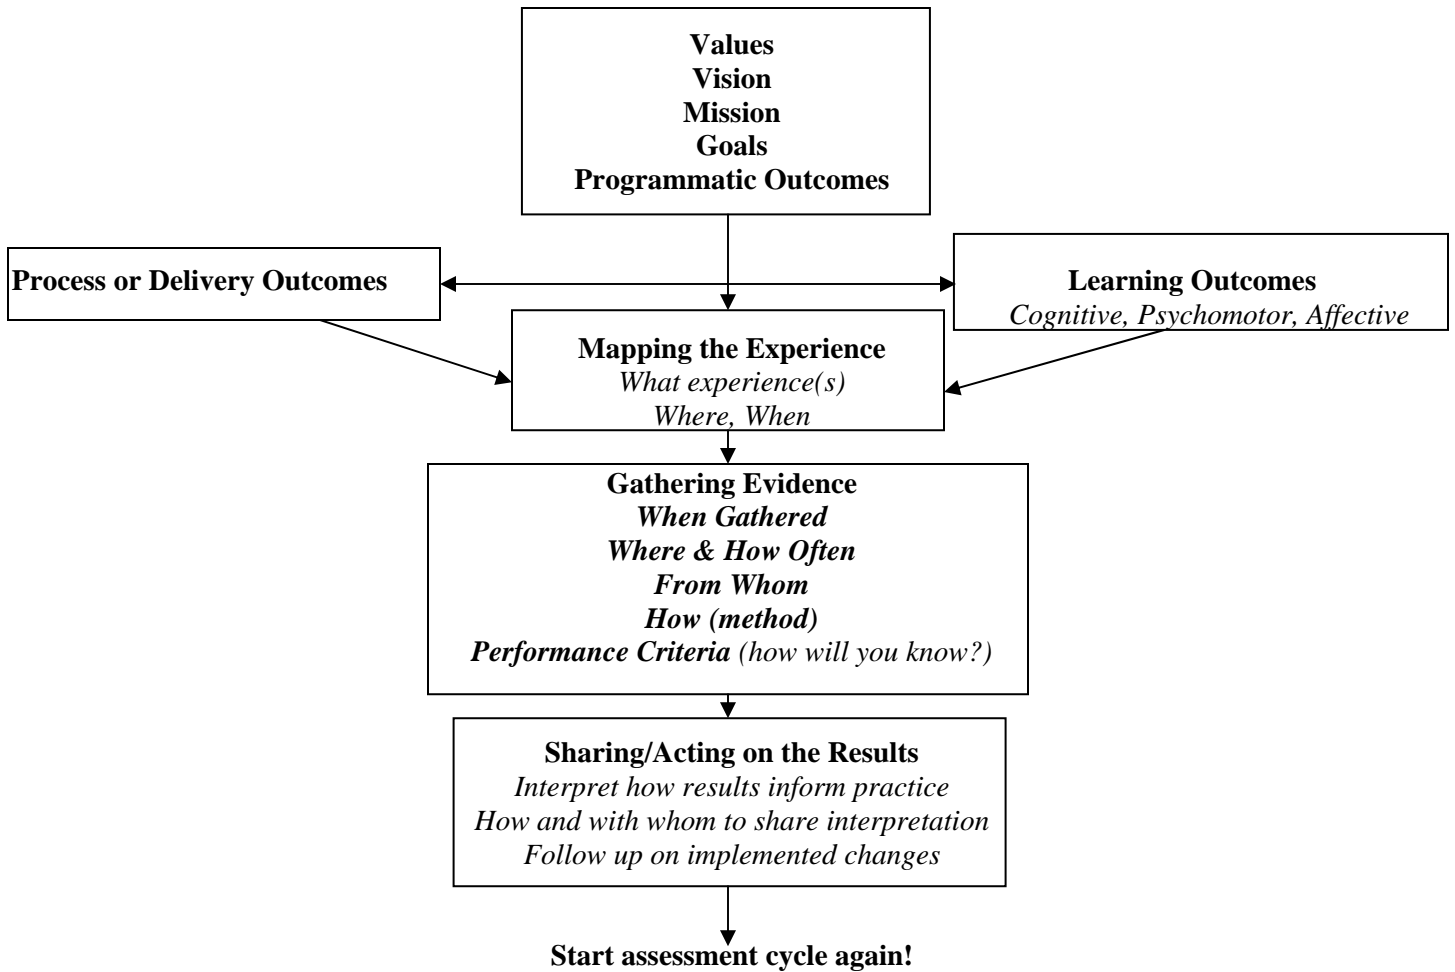 Values
Vision
Mission
Goals
Programmatic Outcomes
Process or Delivery Outcomes
Learning Outcomes
Cognitive, Psychomotor, Affective
Mapping the Experience
What experience(s)
Where, When
Gathering Evidence
When Gathered
Where & How Often
From Whom
How (method)
Performance Criteria (how will you know?)
Sharing/Acting on the Results
Interpret how results inform practice
How and with whom to share interpretation
Follow up on implemented changes
Start assessment cycle again!